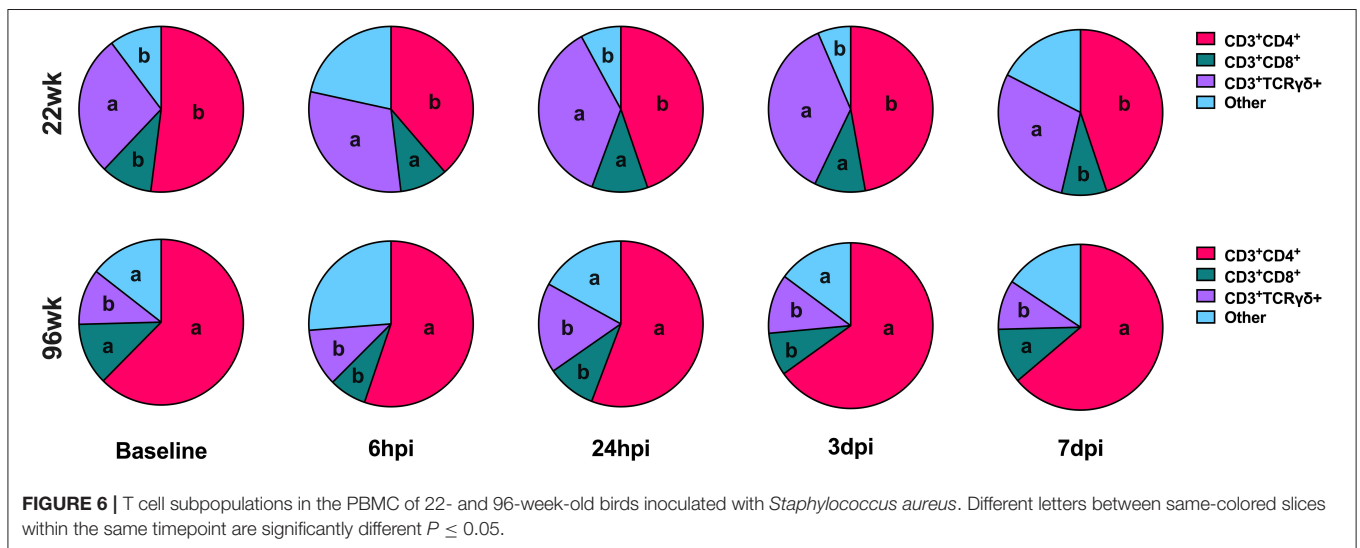 22wk
b
b
a
b
b
a
a
b
a
a
b
b
a
a
b
b
a
b
CD3⁺CD4⁺
CD3⁺CD8⁺
CD3⁺TCRγδ+
Other
96wk
a
b
a
a
a
b
b
a
a
b
b
a
a
b
b
a
b
a
CD3⁺CD4⁺
CD3⁺CD8⁺
CD3⁺TCRγδ+
Other
Baseline
6hpi
24hpi
3dpi
7dpi
FIGURE 6 | T cell subpopulations in the PBMC of 22- and 96-week-old birds inoculated with Staphylococcus aureus. Different letters between same-colored slices
within the same timepoint are significantly different P ≤ 0.05.